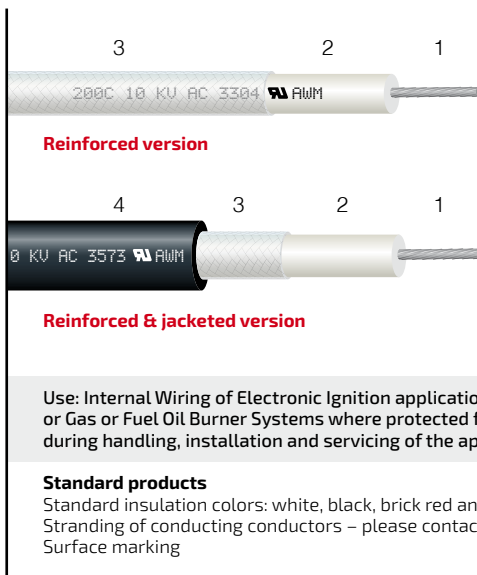 3 2 1
200C 10 KV AC 3304 AWM
Reinforced version
4 3 2 1
0 KV AC 3573 AWM
Reinforced & jacketed version
Use: Internal Wiring of Electronic Ignition applicatio
or Gas or Fuel Oil Burner Systems where protected f
during handling, installation and servicing of the ap
Standard products
Standard insulation colors: white, black, brick red an
Stranding of conducting conductors – please contac
Surface marking